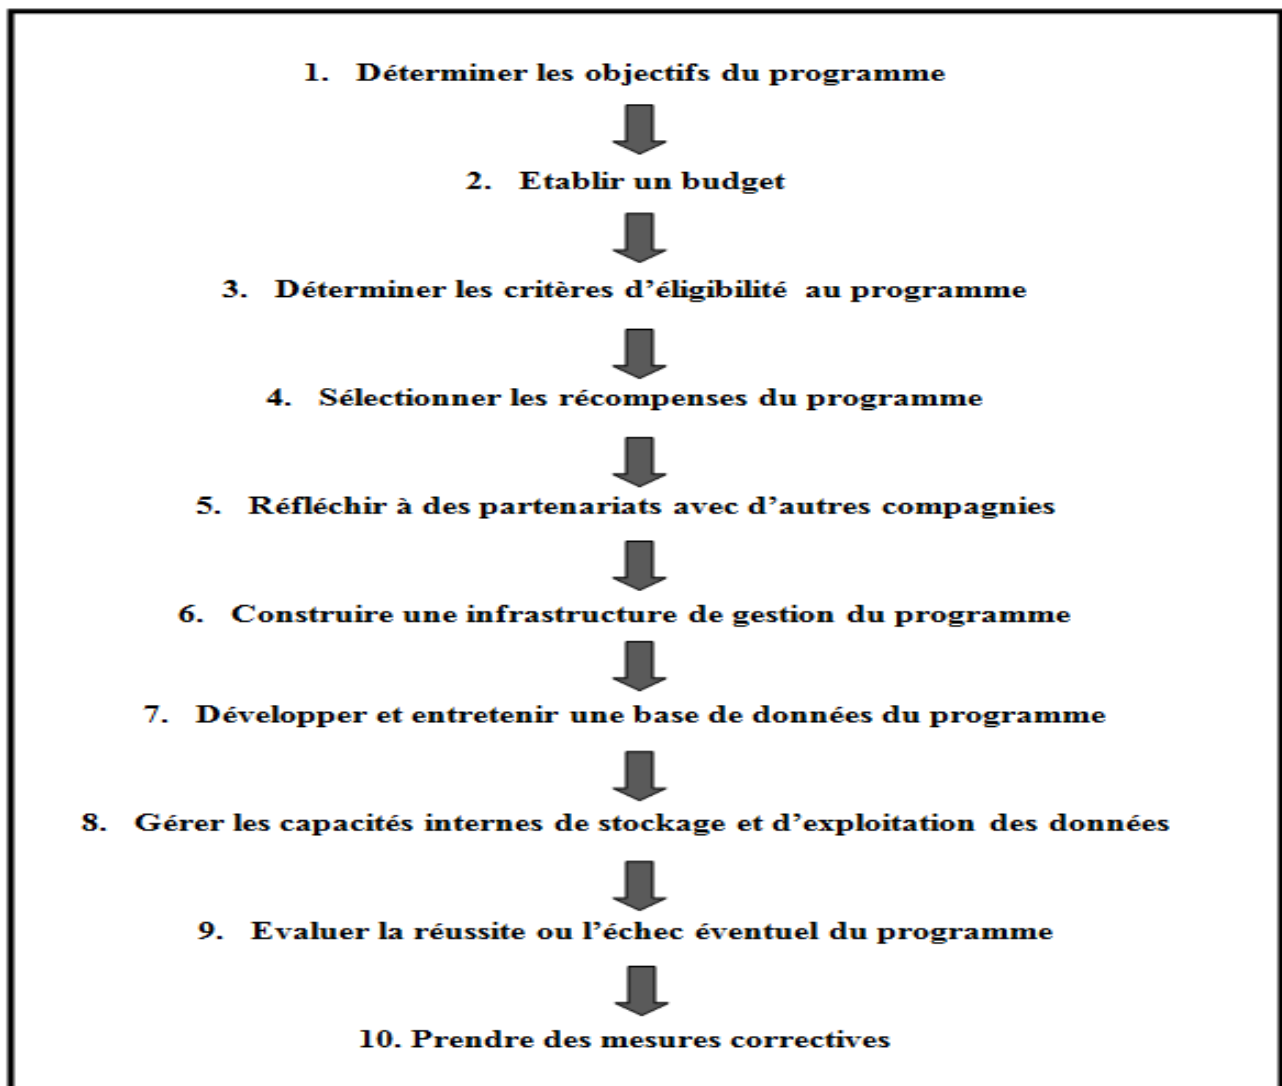 1. Déterminer les objectifs du programme
2. Etablir un budget
3. Déterminer les critères d’éligibilité au programme
4. Sélectionner les récompenses du programme
5. Réfléchir à des partenariats avec d’autres compagnies
6. Construire une infrastructure de gestion du programme
7. Développer et entretenir une base de données du programme
8. Gérer les capacités internes de stockage et d’exploitation des données
9. Evaluer la réussite ou l’échec éventuel du programme
10. Prendre des mesures correctives